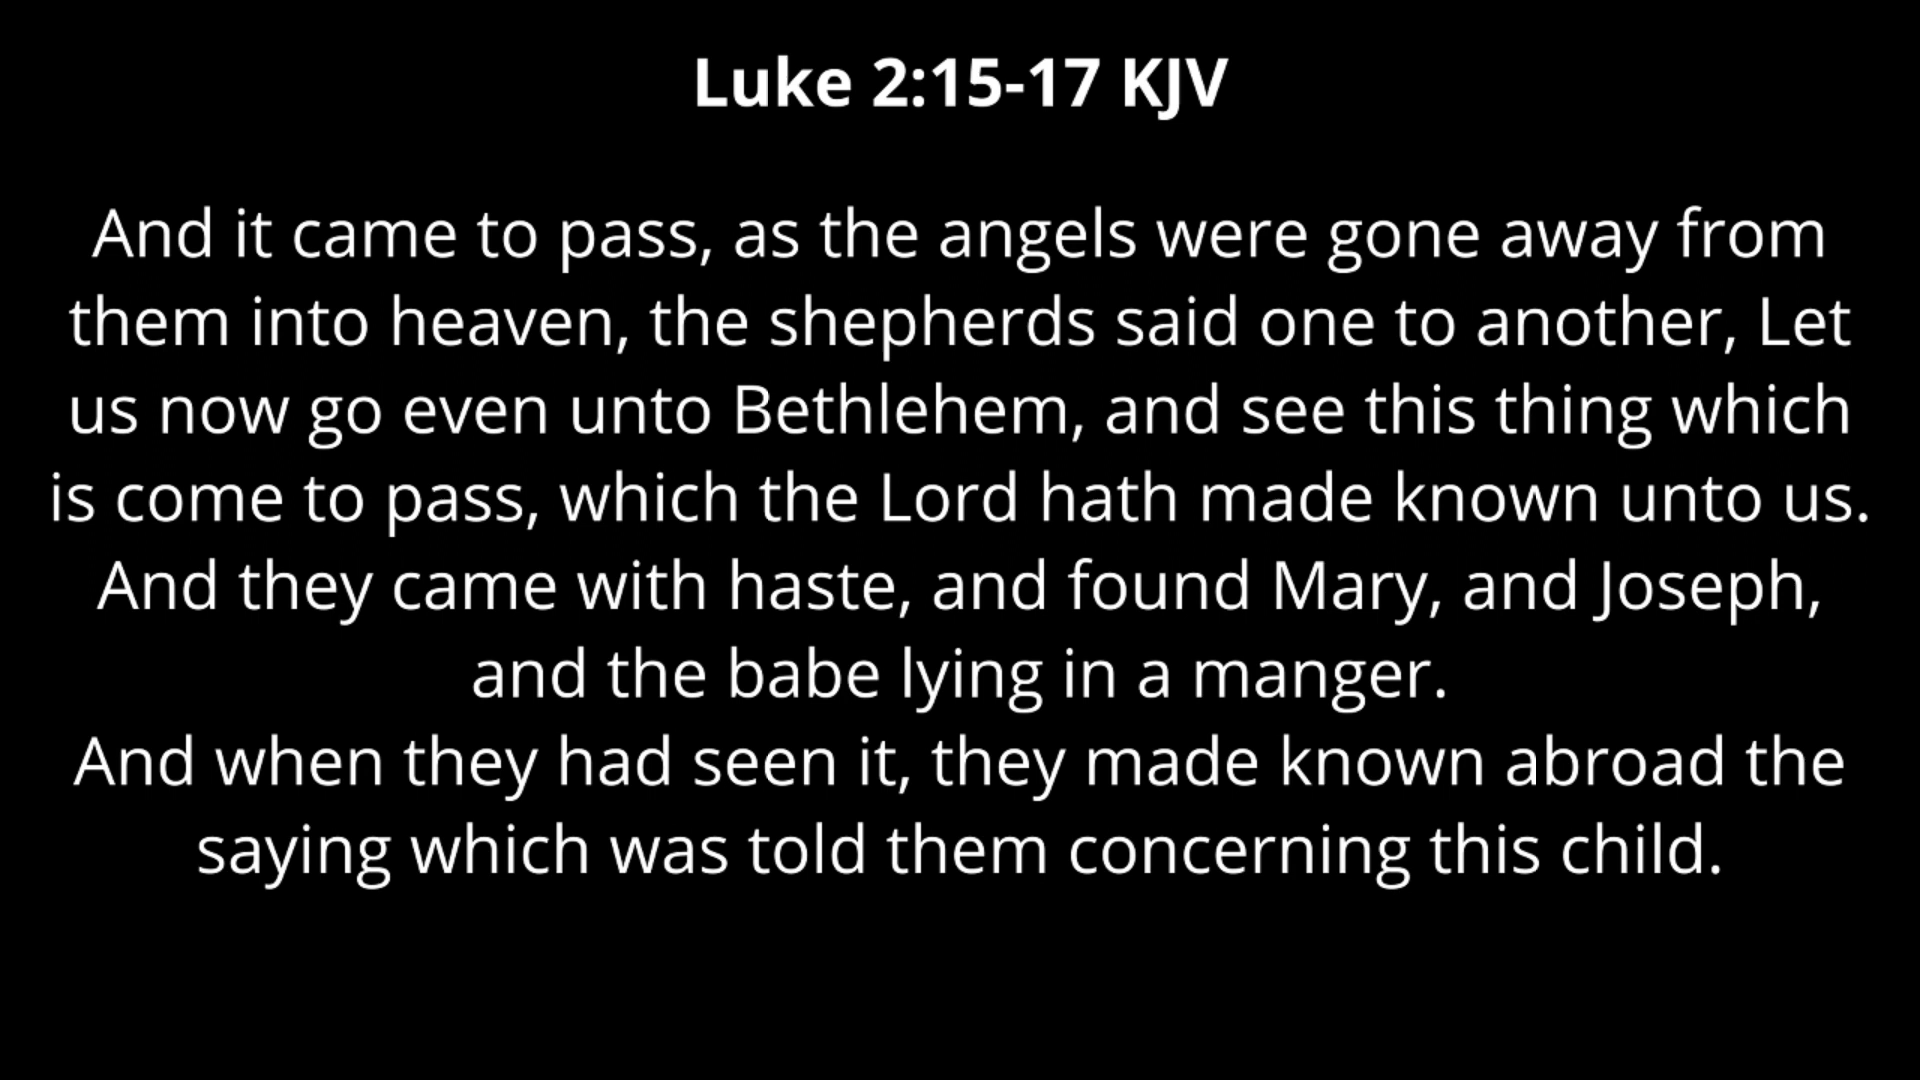 Luke 2:15-17 KJV
And it came to pass, as the angels were gone away from
them into heaven, the shepherds said one to another, Let
us now go even unto Bethlehem, and see this thing which
is come to pass, which the Lord hath made known unto us.
And they came with haste, and found Mary, and Joseph,
and the babe lying in a manger.
And when they had seen it, they made known abroad the
saying which was told them concerning this child.